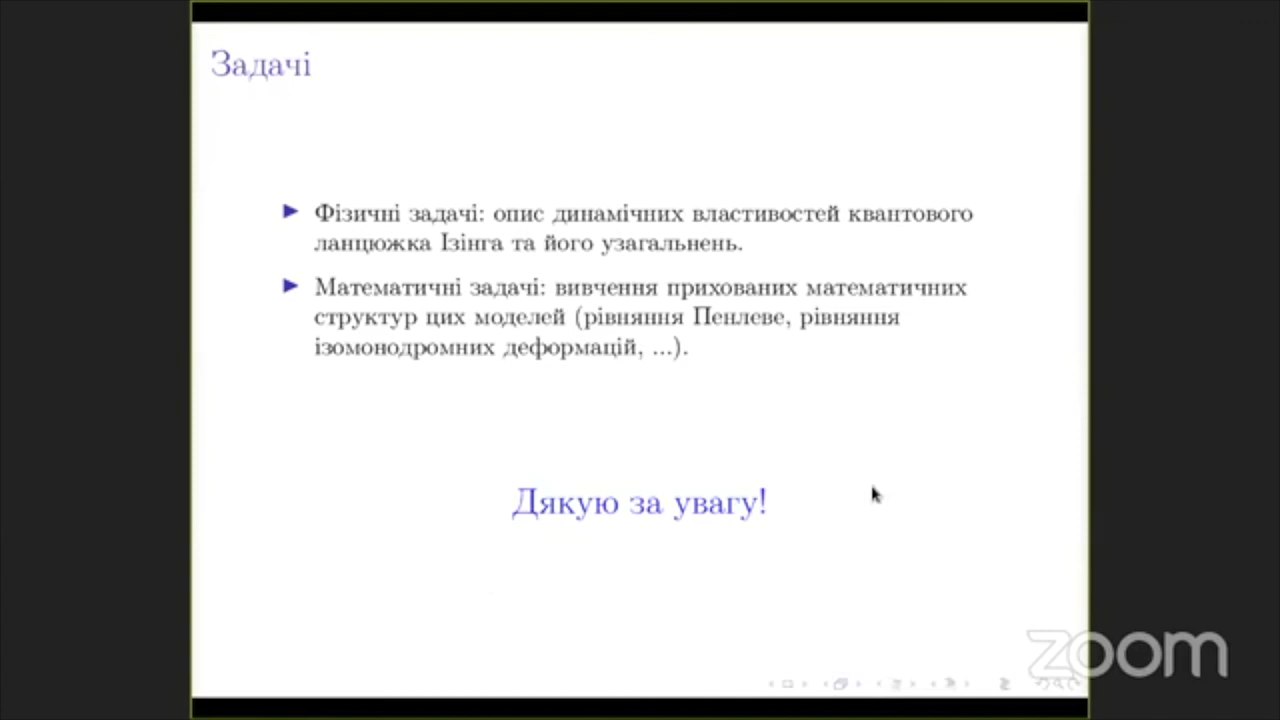 Задачі
Фізичні задачі: опис динамічних властивостей квантового
ланцюжка Ізінга та його узагальнень.
Математичні задачі: вивчення прихованих математичних
структур цих моделей (рівняння Пенлеве, рівняння
ізомонодромних деформацій, ...).
Дякую за увагу!
zoom